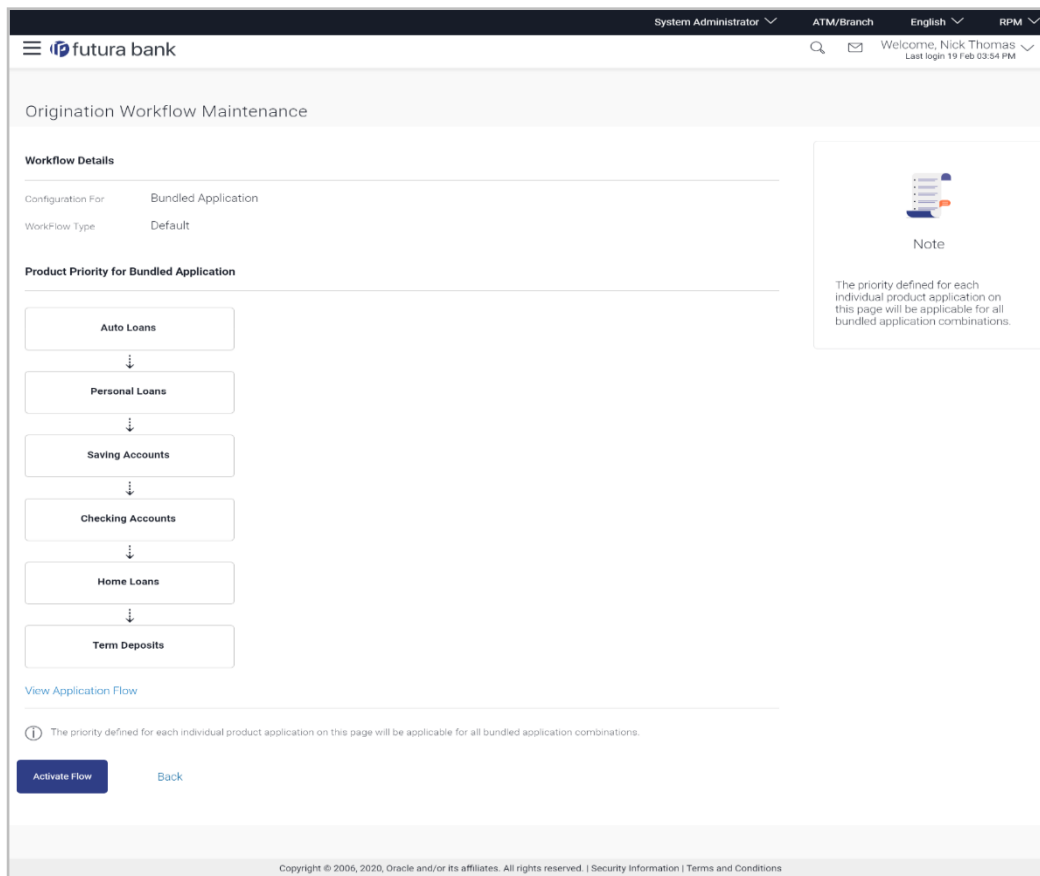 System Administrator ATM/Branch English RPM
futura bank
Welcome, Nick Thomas
Last login 19 Feb 03:54 PM
Origination Workflow Maintenance
Workflow Details
Configuration For Bundled Application
WorkFlow Type Default
Product Priority for Bundled Application
Auto Loans
Personal Loans
Saving Accounts
Checking Accounts
Home Loans
Term Deposits
View Application Flow
The priority defined for each individual product application on this page will be applicable for all bundled application combinations.
Activate Flow Back
Note
The priority defined for each
individual product application on
this page will be applicable for all
bundled application combinations.
Copyright © 2006, 2020, Oracle and/or its affiliates. All rights reserved. | Security Information | Terms and Conditions